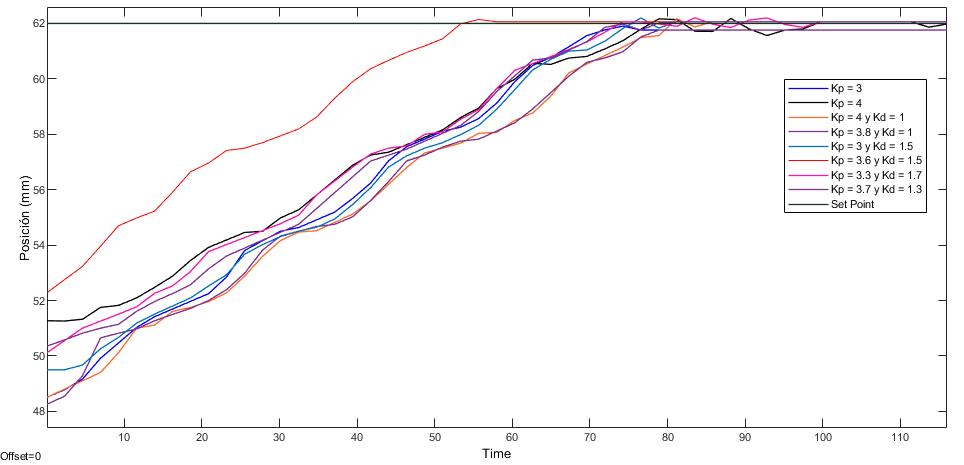 62
60
58
56
54
52
50
48
Posición (mm)
Kp = 3
Kp = 4
Kp = 4 y Kd = 1
Kp = 3.8 y Kd = 1
Kp = 3 y Kd = 1.5
Kp = 3.6 y Kd = 1.5
Kp = 3.3 y Kd = 1.7
Kp = 3.7 y Kd = 1.3
Set Point
10 20 30 40 50 60 70 80 90 100 110
Time
Offset=0